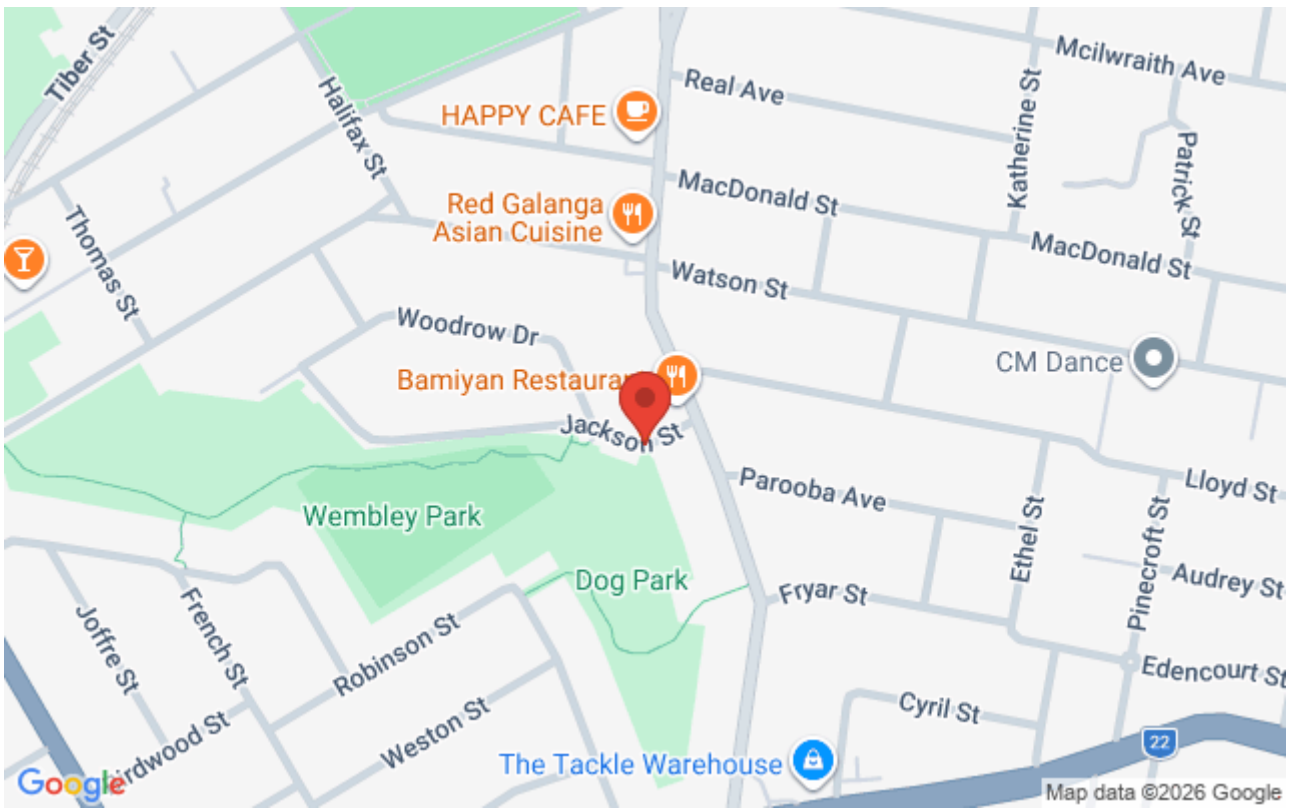 Tiber St
Mcilwraith Ave
Real Ave
Katherine St
Halifax St
HAPPY CAFE
Patrick St
MacDonald St
Red Galanga
Asian Cuisine
Thomas St
MacDonald St
Watson St
Woodrow Dr
CM Dance
Bamiyan Restauran
Jackson St
Lloyd St
Parooba Ave
Wembley Park
Ethel St
Pinecroft St
Dog Park
Audrey St
Fryar St
French St
Joffre St
Robinson St
Edencourt St
Cyril St
Weston St
22
The Tackle Warehouse
Google
Map data ©2026 Google